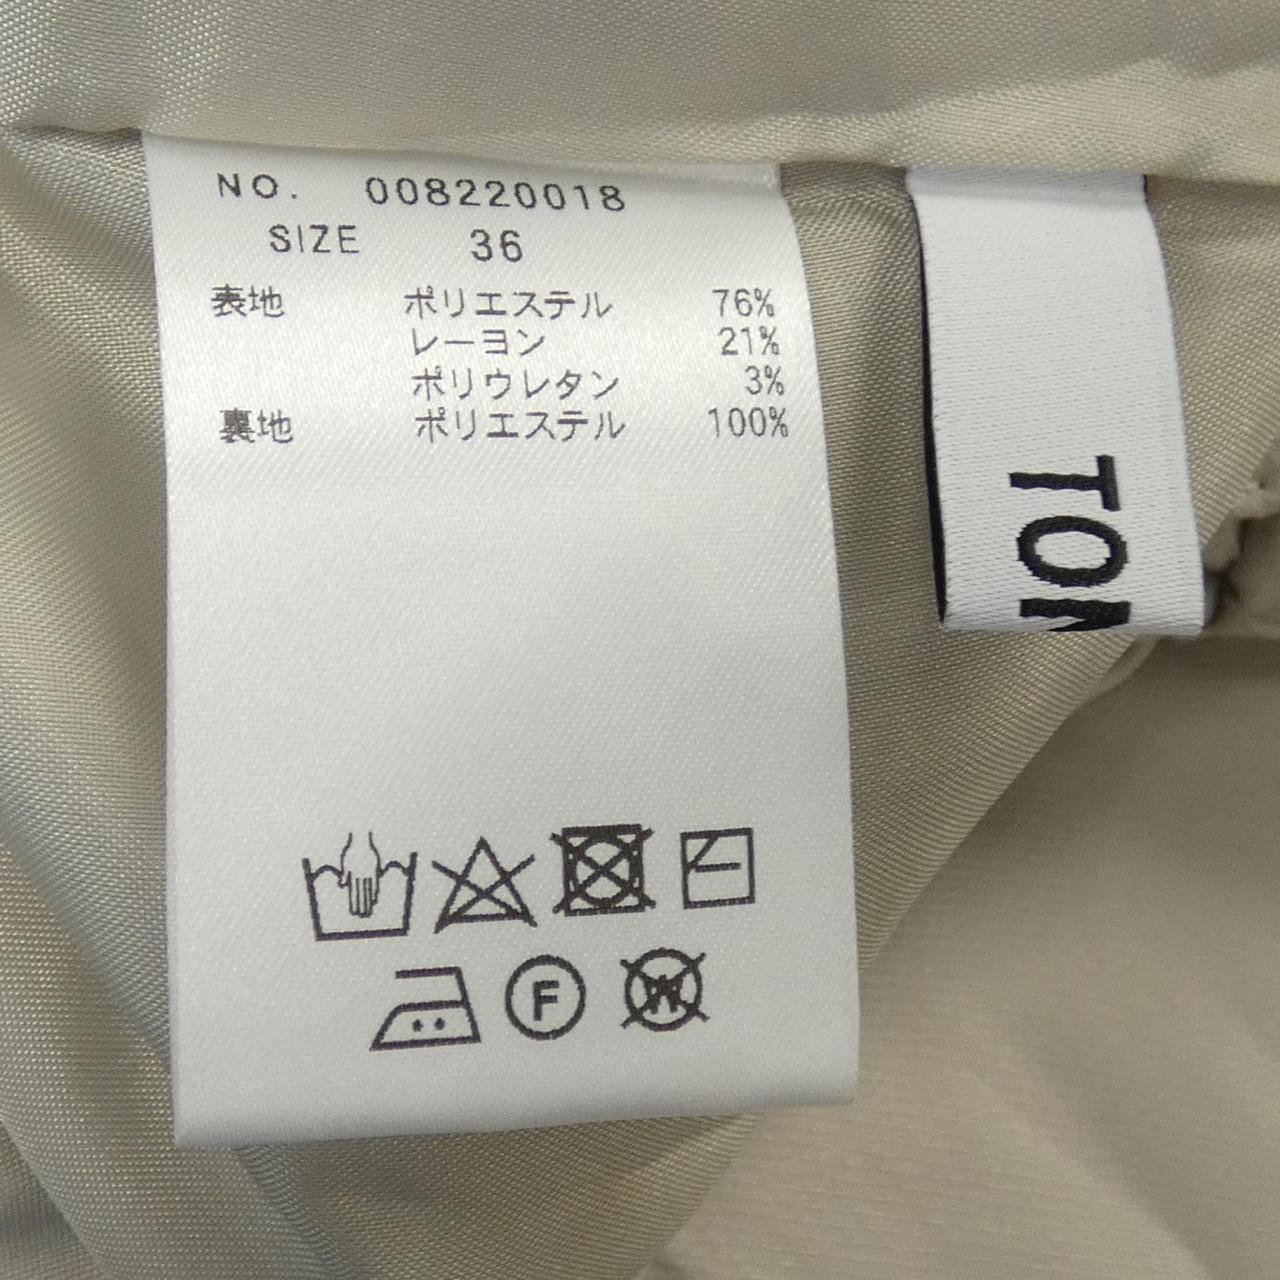 NO. 008220018
SIZE 36
表地 ポリエステル 76%
レーヨン 21%
ポリウレタン 3%
裏地 ポリエステル 100%
F
W
TON